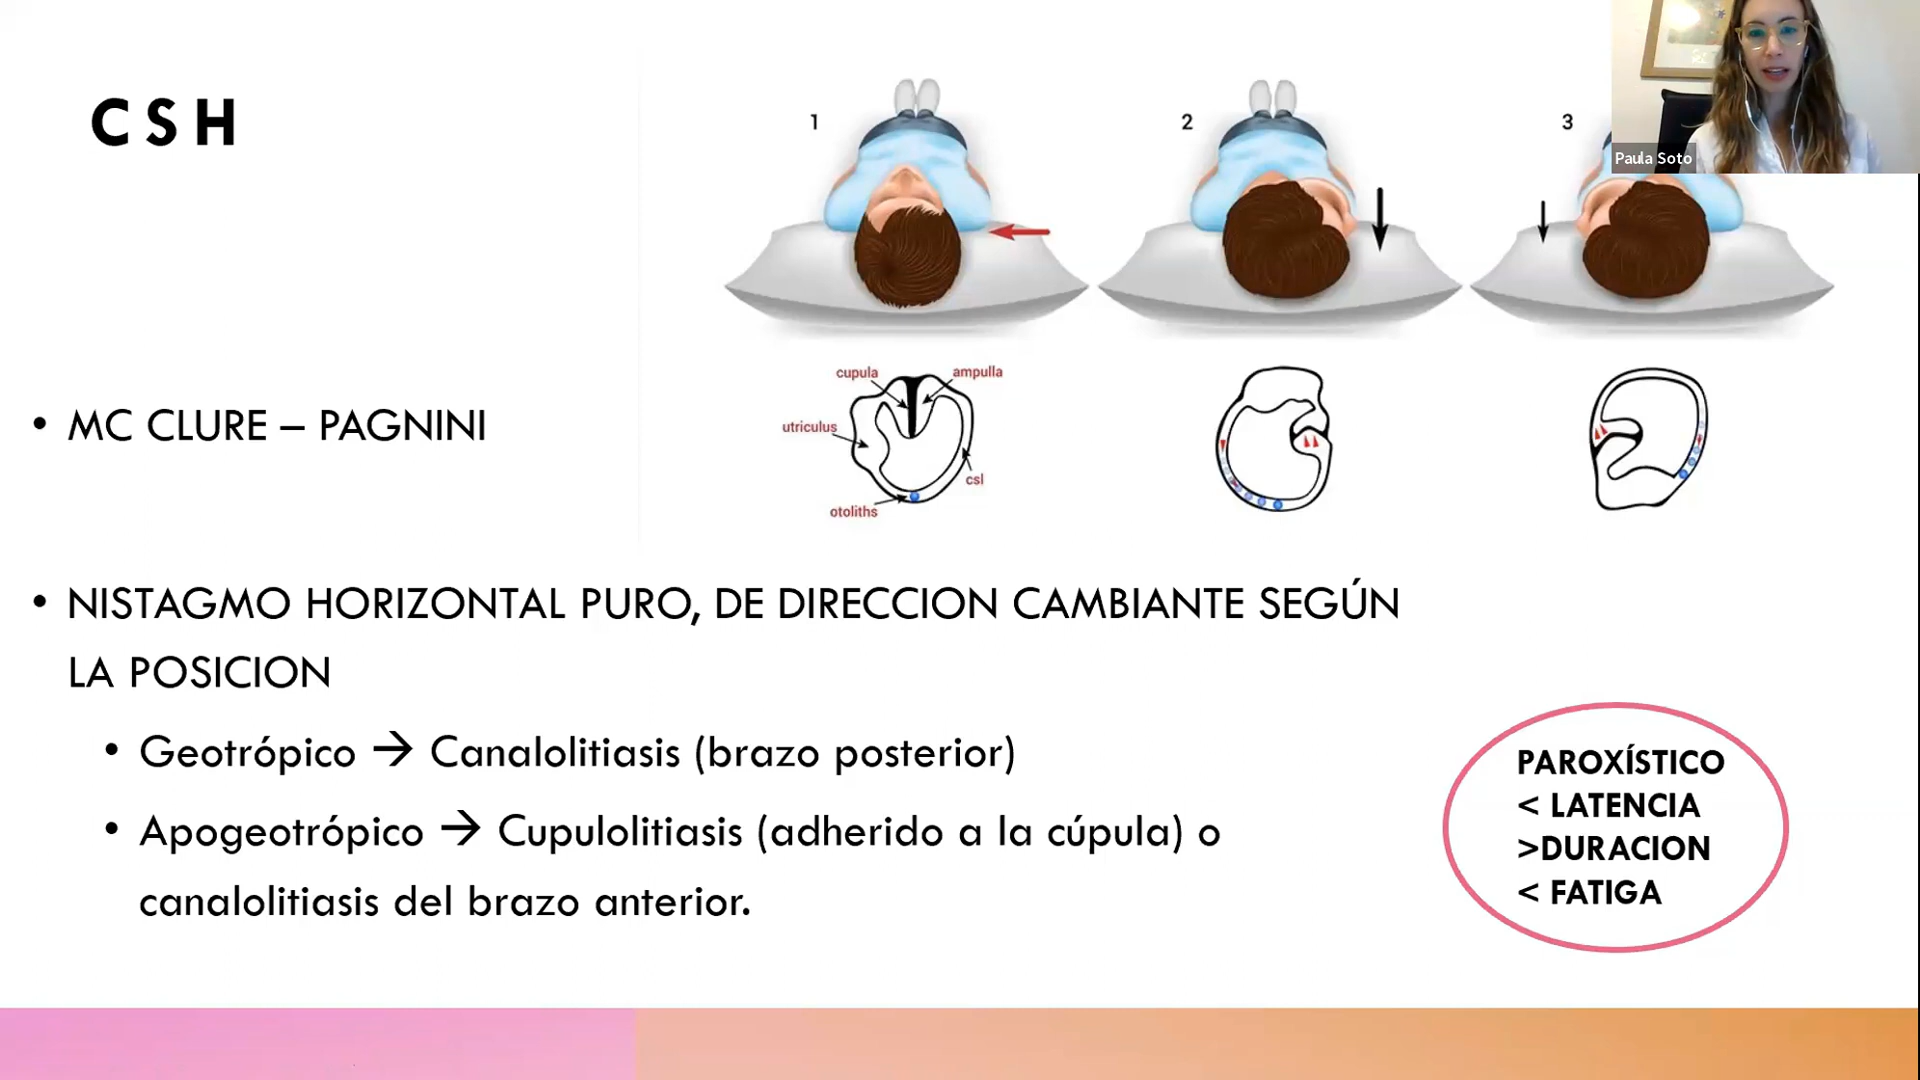 C S H
1
2
3
Paula Soto
cupula
ampulla
utriculus
csl
otoliths
• MC CLURE – PAGNINI
• NISTAGMO HORIZONTAL PURO, DE DIRECCION CAMBIANTE SEGÚN
LA POSICION
• Geotrópico → Canalolitiasis (brazo posterior)
• Apogeotrópico → Cupulolitiasis (adherido a la cúpula) o
canalolitiasis del brazo anterior.
PAROXÍSTICO
< LATENCIA
>DURACION
< FATIGA